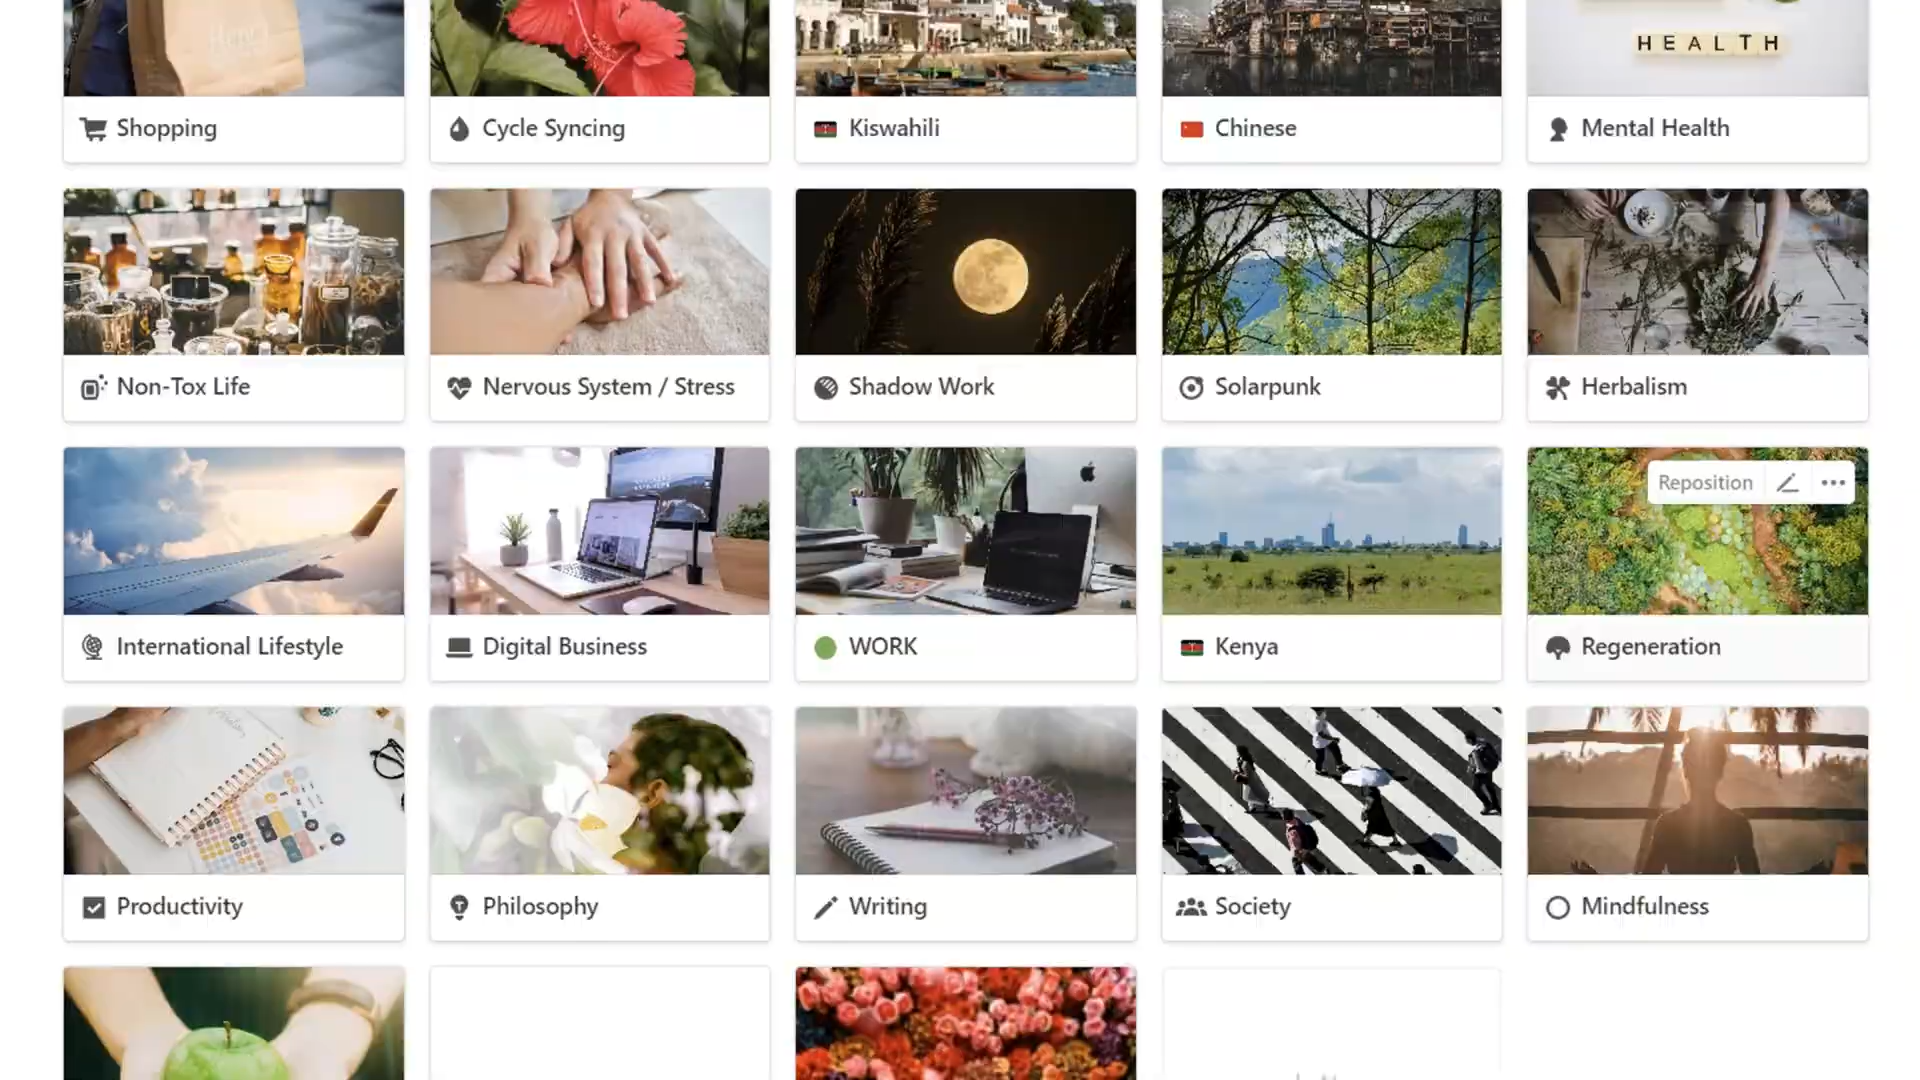 HEALTH
Shopping
Cycle Syncing
Kiswahili
Chinese
Mental Health
Non-Tox Life
Nervous System / Stress
Shadow Work
Solarpunk
Herbalism
Reposition
International Lifestyle
Digital Business
WORK
Kenya
Regeneration
Productivity
Philosophy
Writing
Society
Mindfulness